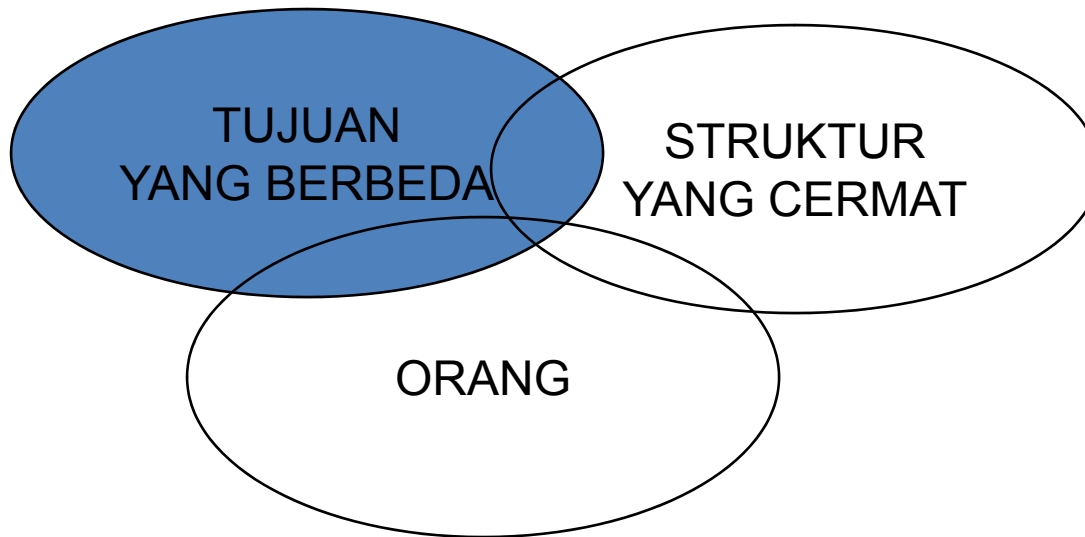 TUJUAN
YANG BERBEDA
STRUKTUR
YANG CERMAT
ORANG